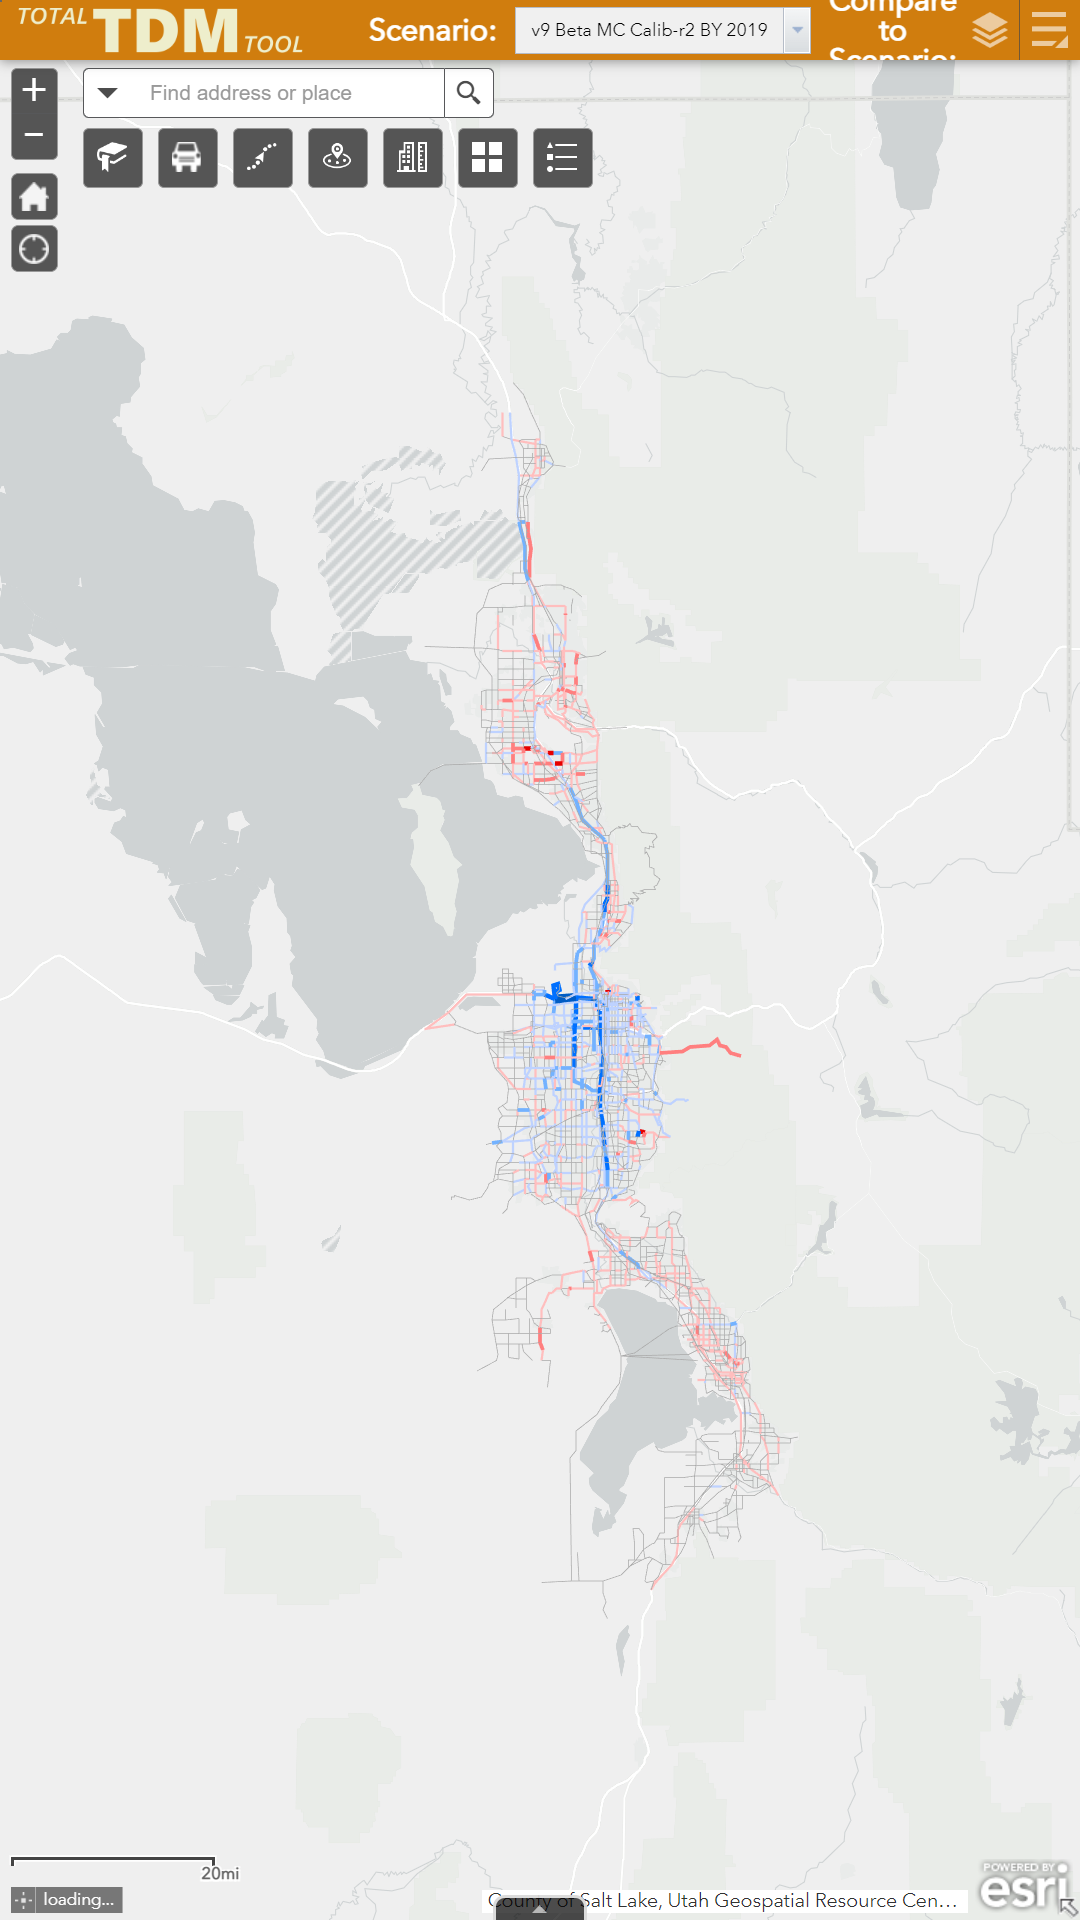 TOTAL TDM TOOL
Scenario:
v9 Beta MC Calib-r2 BY 2019
Compare
to
Scenario:
Find address or place
20mi
loading...
County of Salt Lake, Utah Geospatial Resource Cen...
POWERED BY
esri